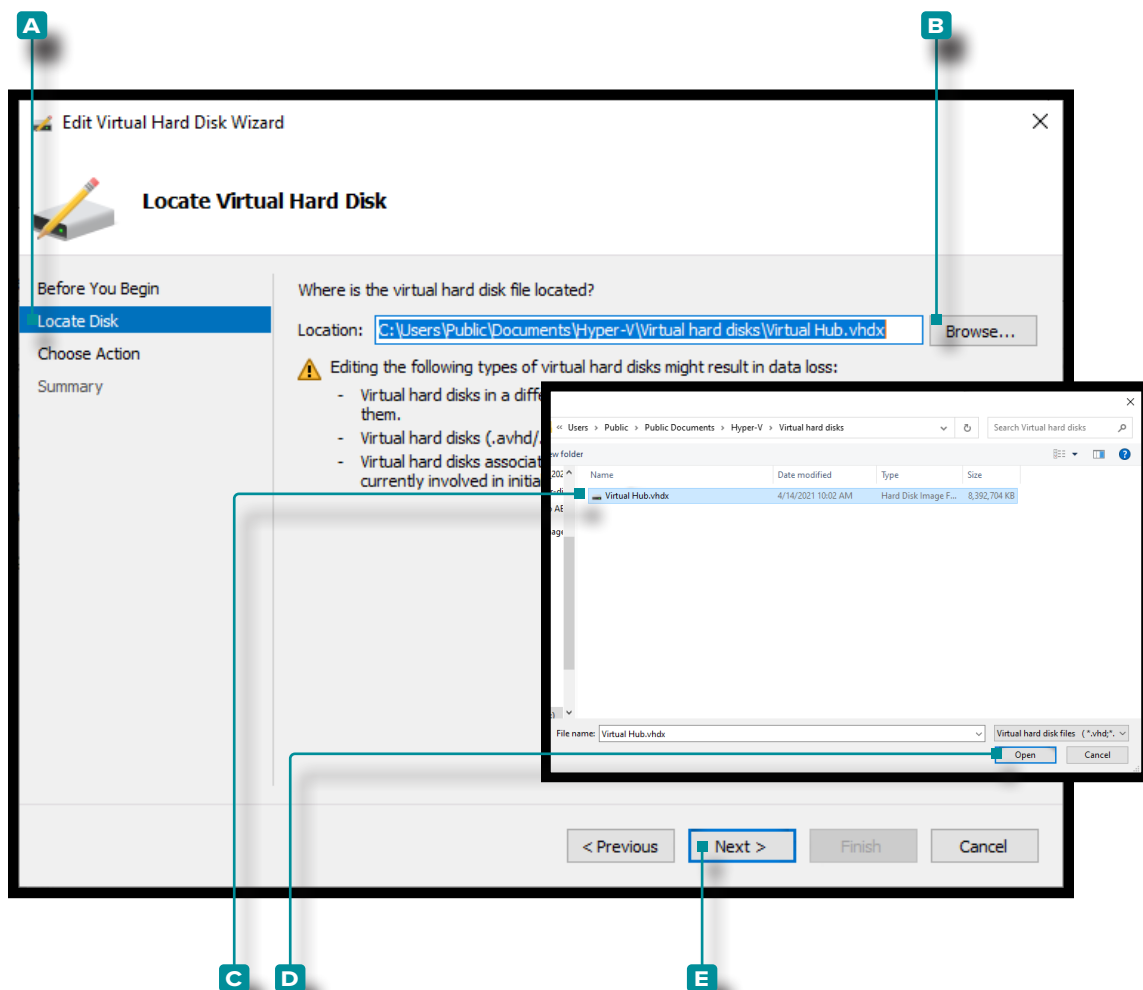 A
B
Edit Virtual Hard Disk Wizard
Locate Virtual Hard Disk
Before You Begin
Locate Disk
Choose Action
Summary
Where is the virtual hard disk file located?
Location: C:\Users\Public\Documents\Hyper-V\Virtual hard disks\Virtual Hub.vhdx Browse...
Editing the following types of virtual hard disks might result in data loss:
- Virtual hard disks in a
them.
- Virtual hard disks
- Virtual hard disks
currently involved in
« Users > Public > Public Documents > Hyper-V > Virtual hard disks
Search Virtual hard disks
folder
Name Date modified Type Size
Virtual Hub.vhdx 4/14/2021 10:02 AM Hard Disk Image F... 8,392,704 KB
File name: Virtual Hub.vhdx Virtual hard disk files (*.vhd;*.
Open Cancel
< Previous Next > Finish Cancel
C
D
E